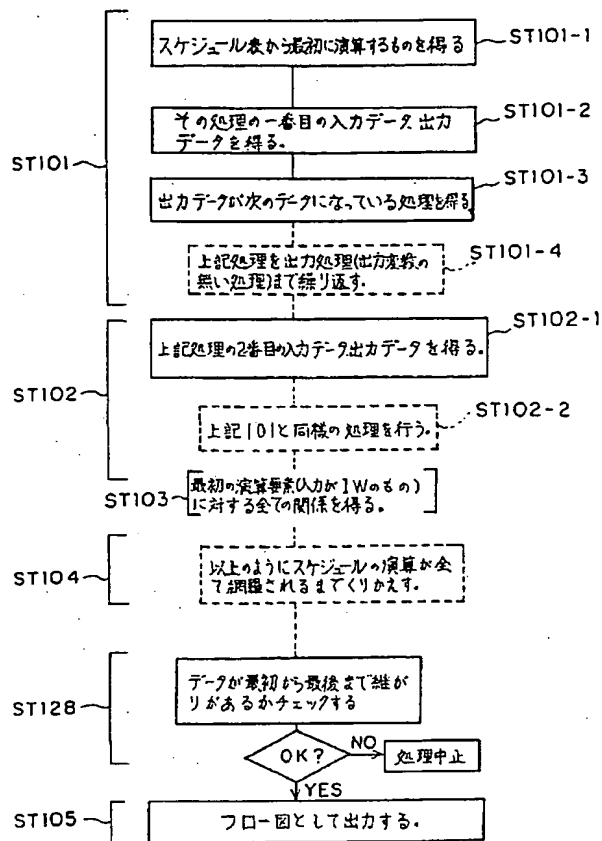 スケジュール表から最初に演算するものを得る
ST101-1
その処理の一番目の入力データ、出力
データを得る。
ST101-2
ST101
出力データが次のデータになっている処理を得る
ST101-3
上記処理を出力処理(出力変数の
無い処理)まで繰り返す。
ST101-4
上記処理の2番目の入力データ、出力データを得る。
ST102-1
ST102
上記101と同様の処理を行う。
ST102-2
ST103
最初の演算要素(入力がIWのもの)
に対する全ての関係を得る。
ST104
以上のようにスケジュールの演算が全
て網羅されるまでくりかえす。
ST128
データが最初から最後まで継が
りがあるかチェックする
OK?
NO
処理中止
YES
ST105
フロー図として出力する。